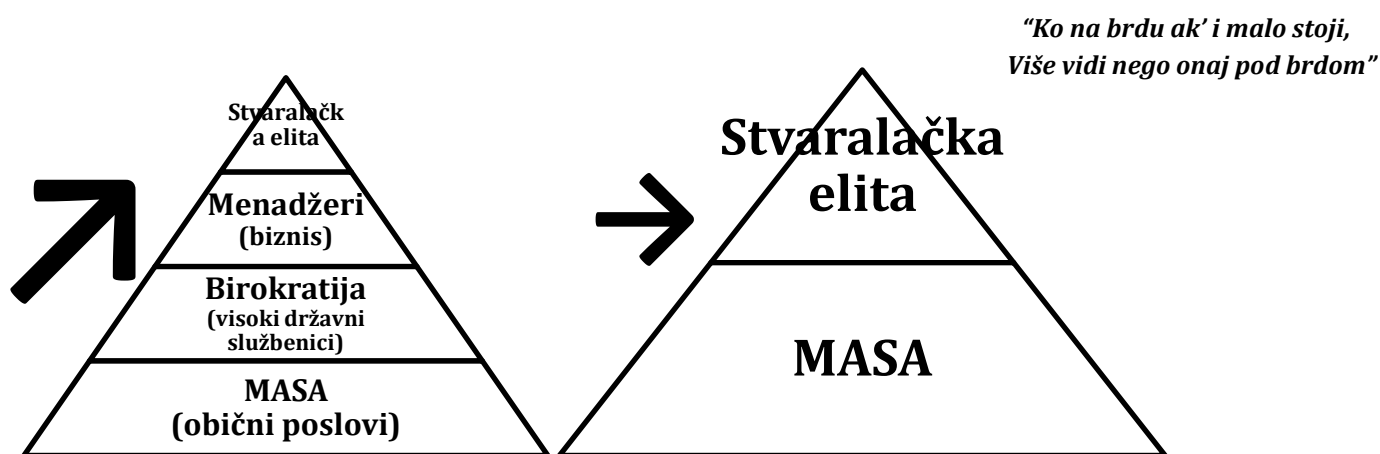 “Ko na brdu ak’ i malo stoji,
Više vidi nego onaj pod brdom”
Stvaralačk
a elita
Menadžeri
(biznis)
Birokratija
(visoki državni
službenici)
MASA
(obični poslovi)
Stvaralačka
elita
MASA